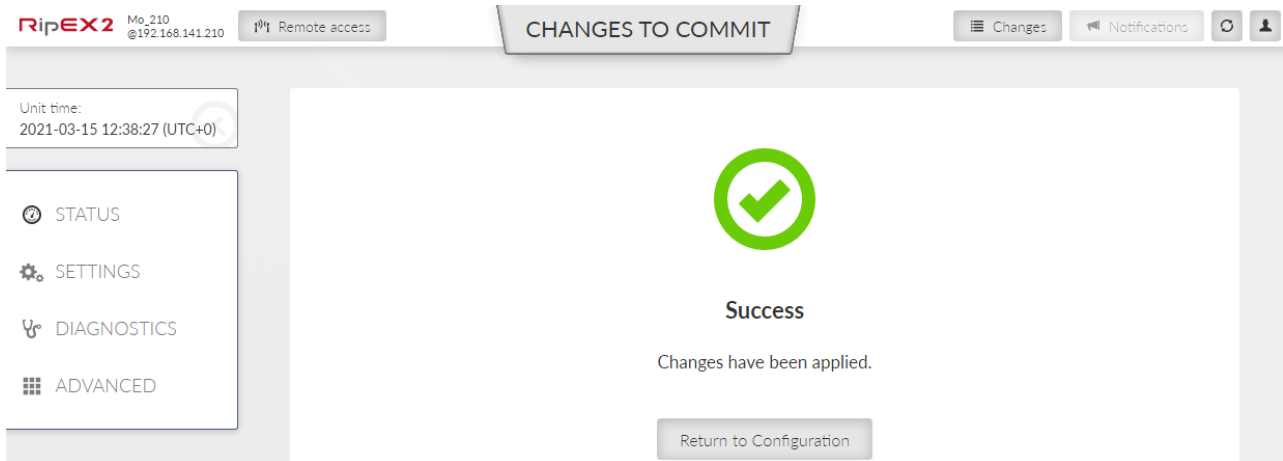 RipEX2
Mo_210
@192.168.141.210
Remote access
CHANGES TO COMMIT
Changes
Notifications
Unit time:
2021-03-15 12:38:27 (UTC+0)
STATUS
SETTINGS
DIAGNOSTICS
ADVANCED
Success
Changes have been applied.
Return to Configuration